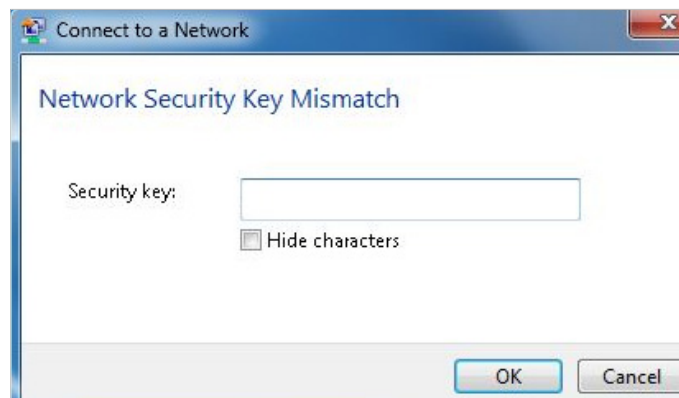 Connect to a Network
Network Security Key Mismatch
Security key:
Hide characters
OK Cancel